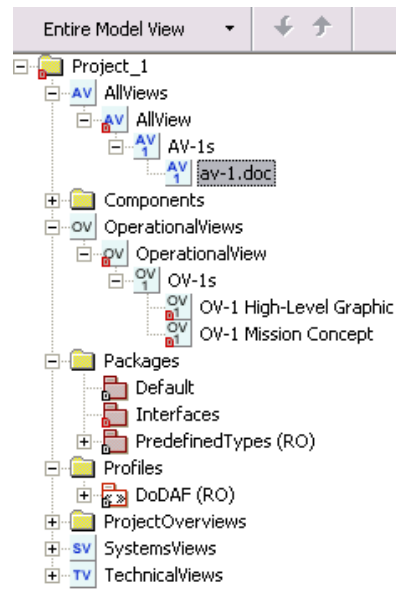 Entire Model View
Project_1
AV AllViews
AV AllView
AV 1 AV-1s
AV 1 av-1.doc
Components
OV OperationalViews
OV OperationalView
OV 1 OV-1s
OV 1 OV-1 High-Level Graphic
OV 1 OV-1 Mission Concept
Packages
Default
Interfaces
PredefinedTypes (RO)
Profiles
« » DoDAF (RO)
ProjectOverviews
SV SystemsViews
TV TechnicalViews